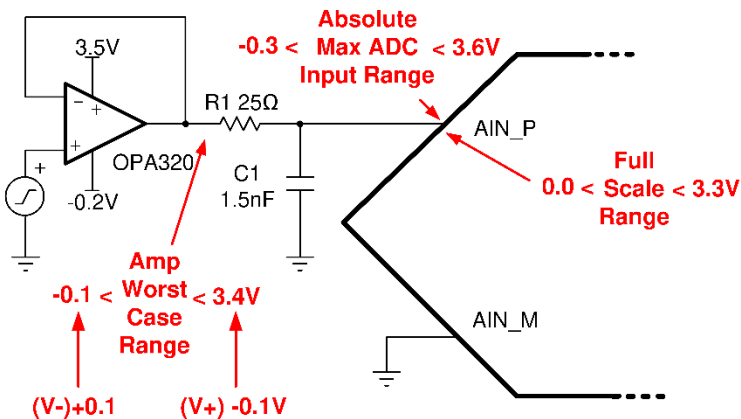 Absolute
-0.3 < Max ADC < 3.6V
Input Range
3.5V
R1 25Ω
-
+
+
+
OPA320
-0.2V
C1
1.5nF
AIN_P
Full
0.0 < Scale < 3.3V
Range
Amp
-0.1 < Worst < 3.4V
Case
Range
AIN_M
(V-)+0.1
(V+) -0.1V